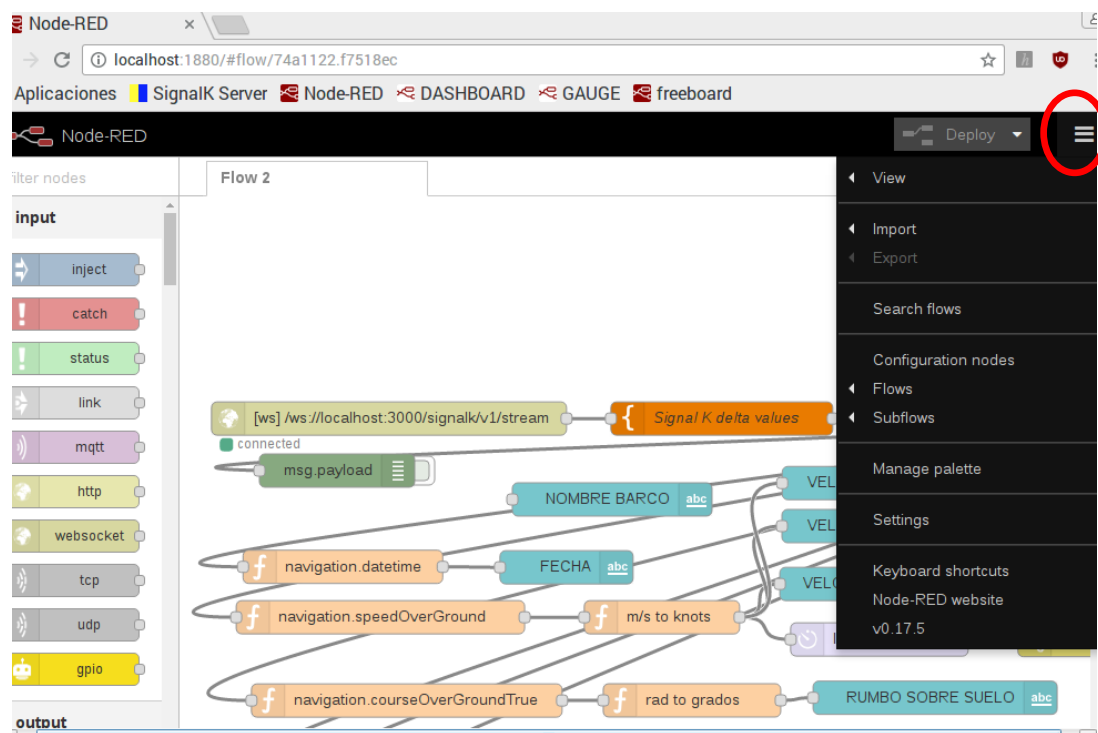 Node-RED
localhost:1880/#flow/74a1122.f7518ec
Aplicaciones SignalK Server Node-RED DASHBOARD GAUGE freeboard
Node-RED Deploy
filter nodes
Flow 2
input
inject
catch
status
link
mqtt
http
websocket
tcp
udp
gpio
output
[ws] /ws://localhost:3000/signalk/v1/stream
Signal K delta values
connected
msg.payload
NOMBRE BARCO abc
VEL
VEL
navigation.datetime
FECHA abc
VELO
navigation.speedOverGround
m/s to knots
navigation.courseOverGroundTrue
rad to grados
RUMBO SOBRE SUELO abc
View
Import
Export
Search flows
Configuration nodes
Flows
Subflows
Manage palette
Settings
Keyboard shortcuts
Node-RED website
v0.17.5